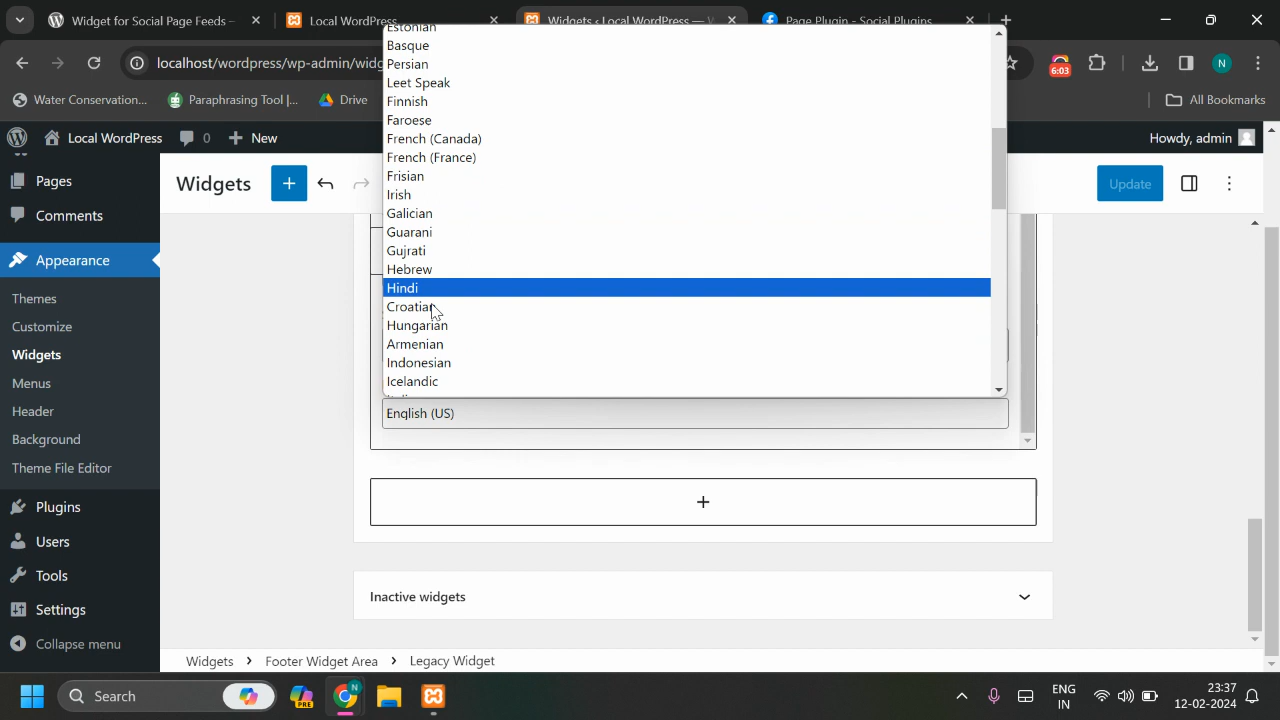 Widget for Social Page Feeds –
Local WordPress
Widgets ‹ Local WordPress —
Page Plugin - Social Plugins
localhost/wordpress/wp-admin/widg
6:03
N
Water Conservation...
Paraphrasing Tool |...
Drive
All Bookmarks
Local WordPress
0
New
Howdy, admin
Pages
Comments
Appearance
Themes
Customize
Widgets
Menus
Header
Background
Theme File Editor
Plugins
Users
Tools
Settings
Collapse menu
Widgets
Update
Estonian
Basque
Persian
Leet Speak
Finnish
Faroese
French (Canada)
French (France)
Frisian
Irish
Galician
Guarani
Gujrati
Hebrew
Hindi
Croatian
Hungarian
Armenian
Indonesian
Icelandic
English (US)
Inactive widgets
Widgets
Footer Widget Area
Legacy Widget
Search
PRE
ENG
IN
23:37
12-02-2024